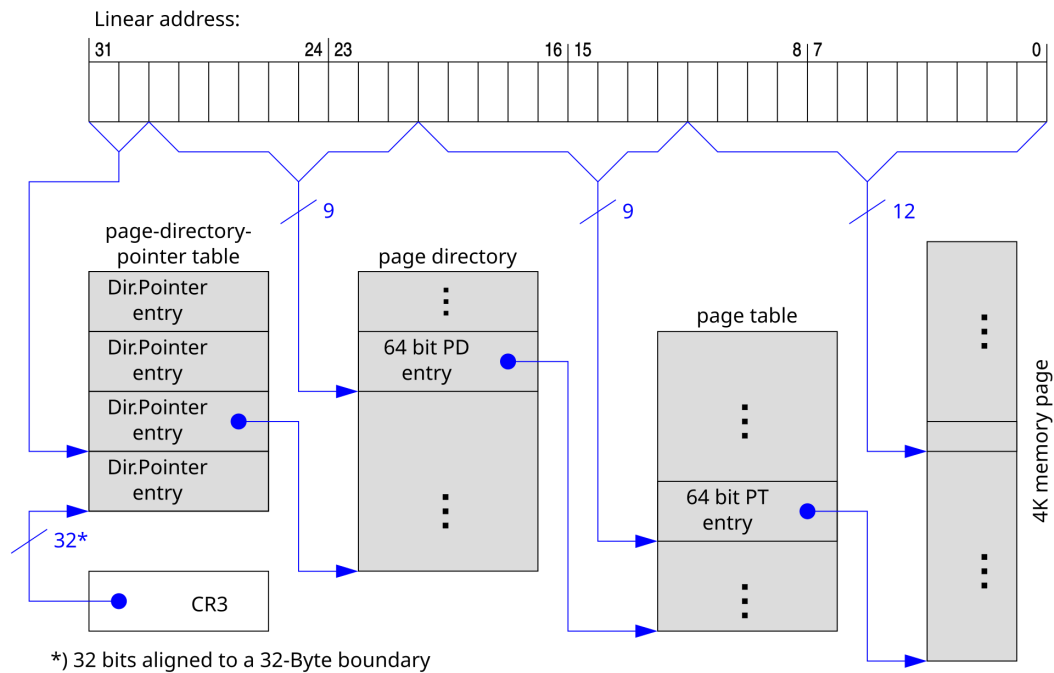 Linear address:
31 24 23 16 15 8 7 0
9 9 12
page-directory-
pointer table
page directory
page table
Dir.Pointer
entry
Dir.Pointer
entry
Dir.Pointer
entry
Dir.Pointer
entry
64 bit PD
entry
64 bit PT
entry
4K memory page
32*
CR3
*) 32 bits aligned to a 32-Byte boundary